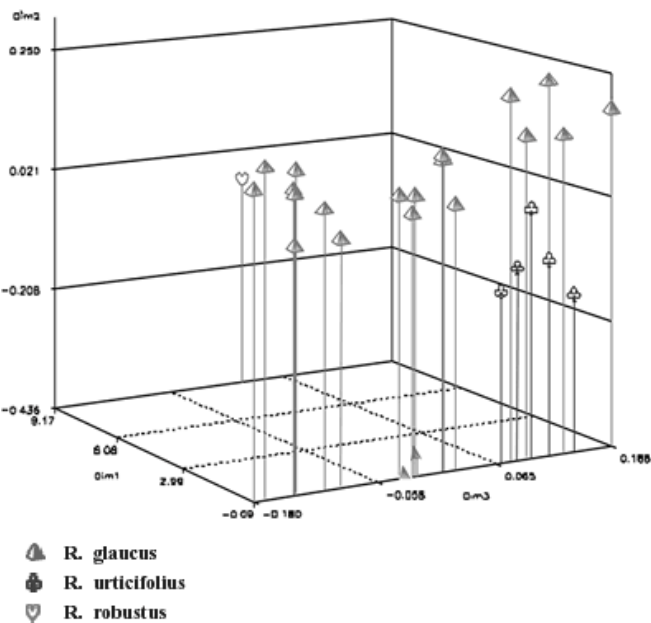 Dim2
0.250
0.021
-0.208
-0.436
9.17
6.08
Dim1
2.99
-0.09 -0.180
-0.058
Dim3
0.065
0.188
R. glaucus
R. urticifolius
R. robustus